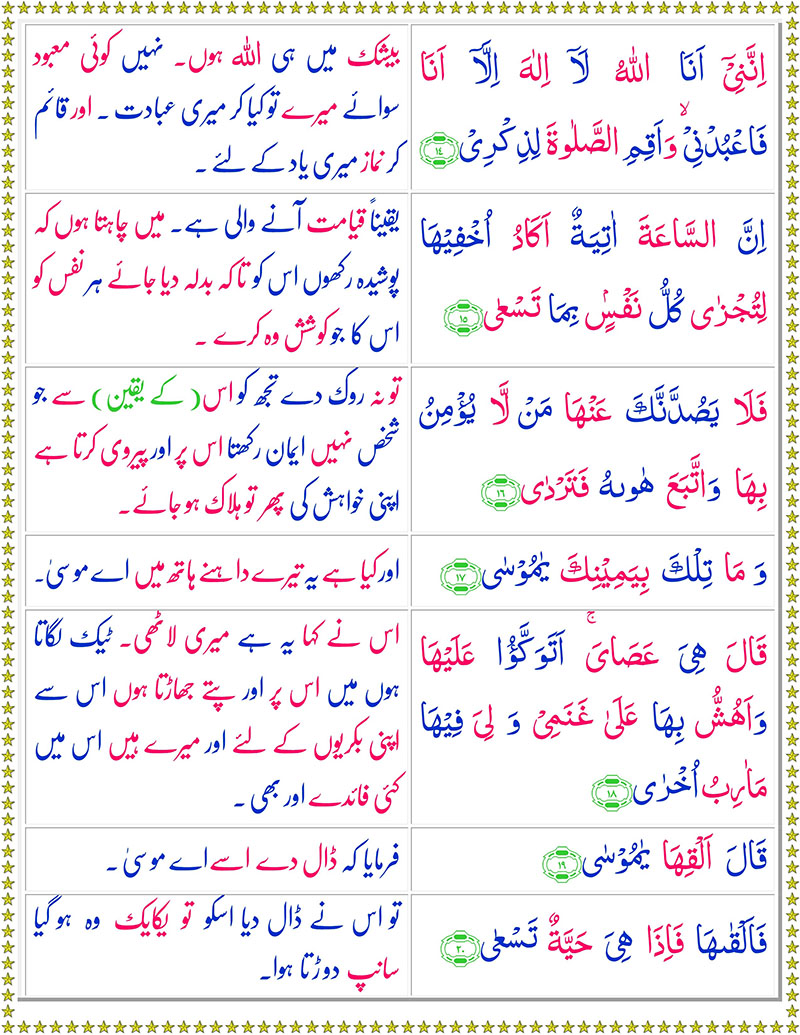 اِنَّنِىۡۤ اَنَا اللّٰهُ لَاۤ اِلٰهَ اِلَّاۤ اَنَا
فَاعۡبُدۡنِىۡ ۙ وَاَقِمِ الصَّلٰوةَ لِذِكۡرِىۡ ﴿۱۴﴾
بیشک میں ہی اللہ ہوں۔ نہیں کوئی معبود
سوائے میرے تو کیا کر میری عبادت ۔ اور قائم
کر نماز میری یاد کے لئے ۔
اِنَّ السَّاعَةَ اٰتِيَةٌ اَكَادُ اُخۡفِيۡهَا
لِتُجۡزٰى كُلُّ نَفۡسٍۢ بِمَا تَسۡعٰى ﴿۱۵﴾
یقیناً قیامت آنے والی ہے۔ میں چاہتا ہوں کہ
پوشیدہ رکھوں اس کو تاکہ بدلہ دیا جائے ہر نفس کو
اس کا جو کوشش وہ کرے ۔
فَلَا يَصُدَّنَّكَ عَنۡهَا مَنۡ لَّا يُؤۡمِنُ
بِهَا وَاتَّبَعَ هَوٰٮهُ فَتَرۡدٰى ﴿۱۶﴾
تو نہ روک دے تجھ کو اس (کے یقین) سے جو
شخص نہیں ایمان رکھتا اس پر اور پیروی کرتا ہے
اپنی خواہش کی پھر تو ہلاک ہو جائے۔
وَ مَا تِلۡكَ بِيَمِيۡنِكَ يٰمُوۡسٰى ﴿۱۷﴾
اور کیا ہے یہ تیرے داہنے ہاتھ میں اے موسیٰ۔
قَالَ هِىَ عَصَاىَ ۚ اَتَوَكَّؤُا عَلَيۡهَا
وَاَهُشُّ بِهَا عَلٰى غَنَمِىۡ وَ لِىَ فِيۡهَا
مَاٰرِبُ اُخۡرٰى ﴿۱۸﴾
اس نے کہا یہ ہے میری لاٹھی۔ ٹیک لگاتا
ہوں میں اس پر اور پتے جھاڑتا ہوں اس سے
اپنی بکریوں کے لئے اور میرے ہیں اس میں
کئی فائدے اور بھی ۔
قَالَ اَلۡقِهَا يٰمُوۡسٰى ﴿۱۹﴾
فرمایا کہ ڈال دے اسے اے موسیٰ ۔
فَاَلۡقٰٮهَا فَاِذَا هِىَ حَيَّةٌ تَسۡعٰى ﴿۲۰﴾
تو اس نے ڈال دیا اسکو تو یکایک وہ ہو گیا
سانپ دوڑتا ہوا۔